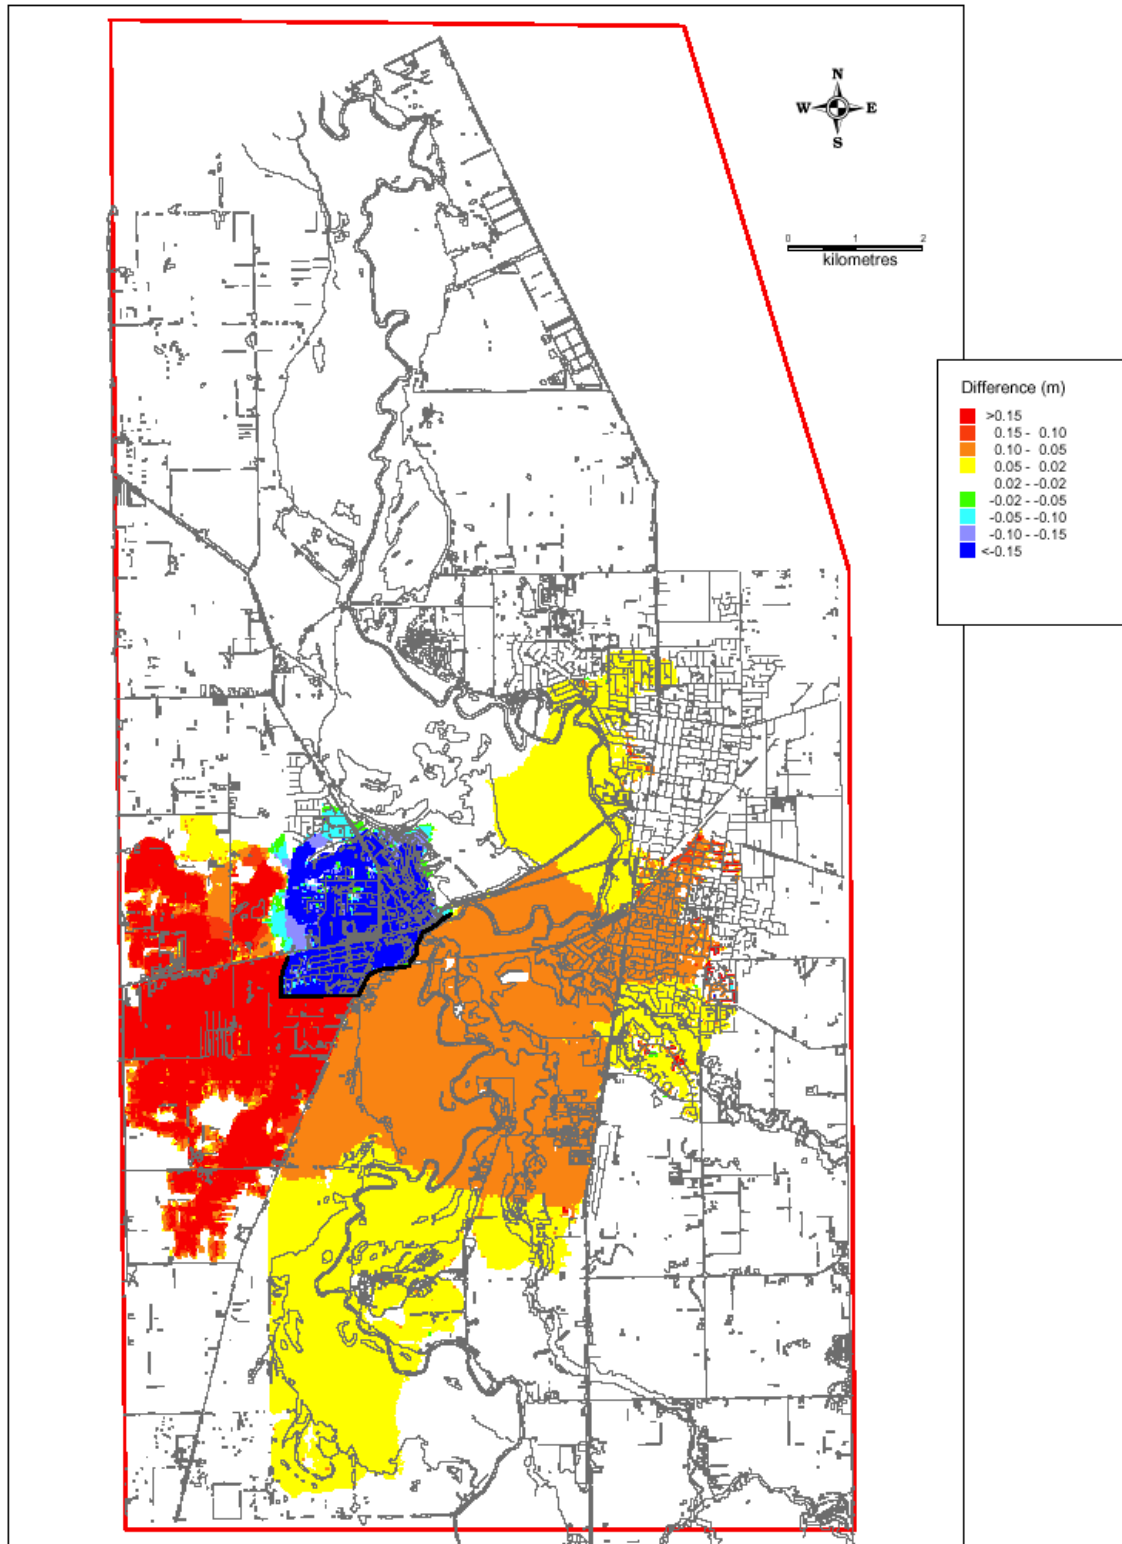 N
W E
S
0 1 2
kilometres
Difference (m)
>0.15
0.15 - 0.10
0.10 - 0.05
0.05 - 0.02
0.02 - -0.02
-0.02 - -0.05
-0.05 - -0.10
-0.10 - -0.15
<-0.15